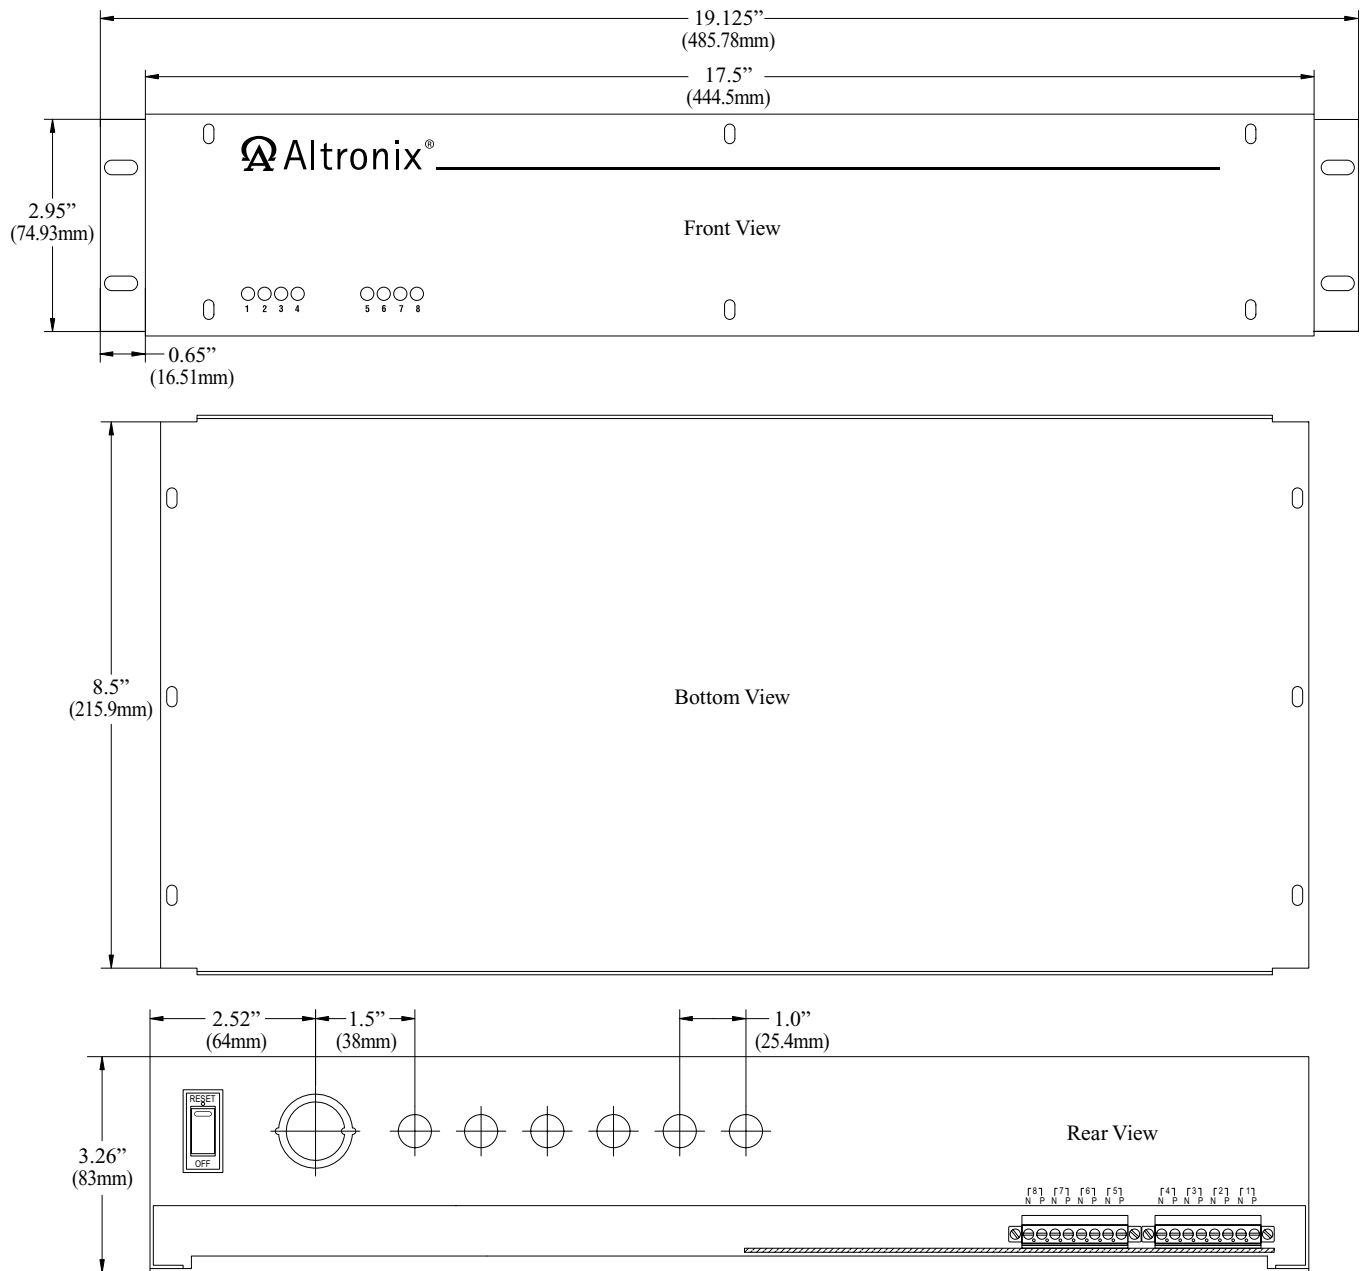 19.125”
(485.78mm)
17.5”
(444.5mm)
Altronix®
2.95”
(74.93mm)
Front View
1 2 3 4 5 6 7 8
0.65”
(16.51mm)
8.5”
(215.9mm)
Bottom View
2.52”
(64mm)
1.5”
(38mm)
1.0”
(25.4mm)
RESET
OFF
3.26”
(83mm)
Rear View
8 7 6 5 4 3 2 1
N P N P N P N P N P N P N P N P